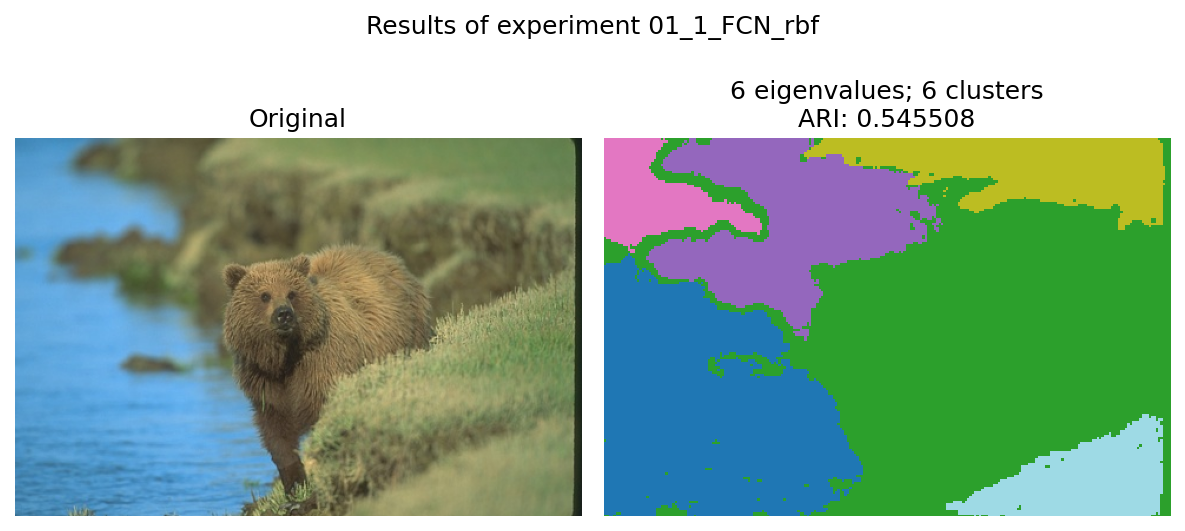 Results of experiment 01_1_FCN_rbf
Original
6 eigenvalues; 6 clusters
ARI: 0.545508